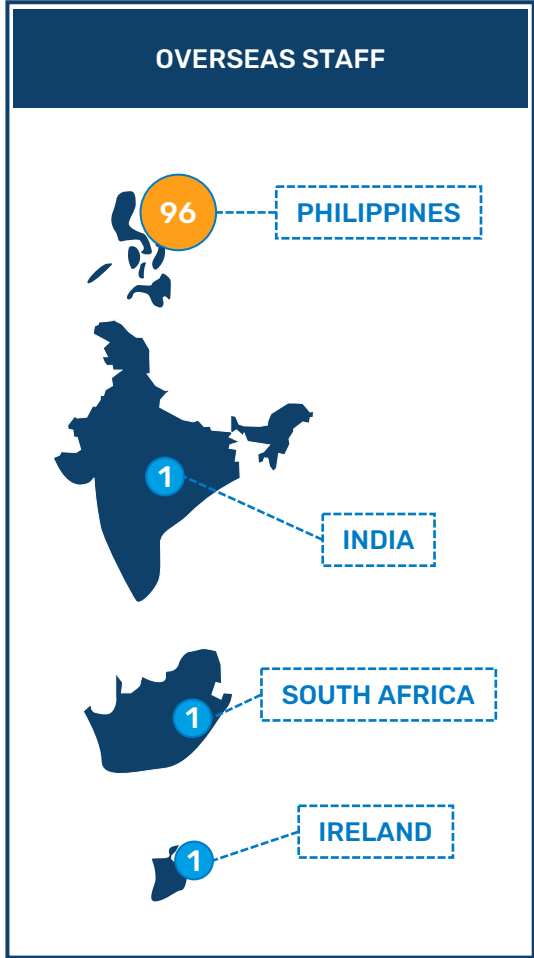 OVERSEAS STAFF
96
PHILIPPINES
1
INDIA
1
SOUTH AFRICA
1
IRELAND